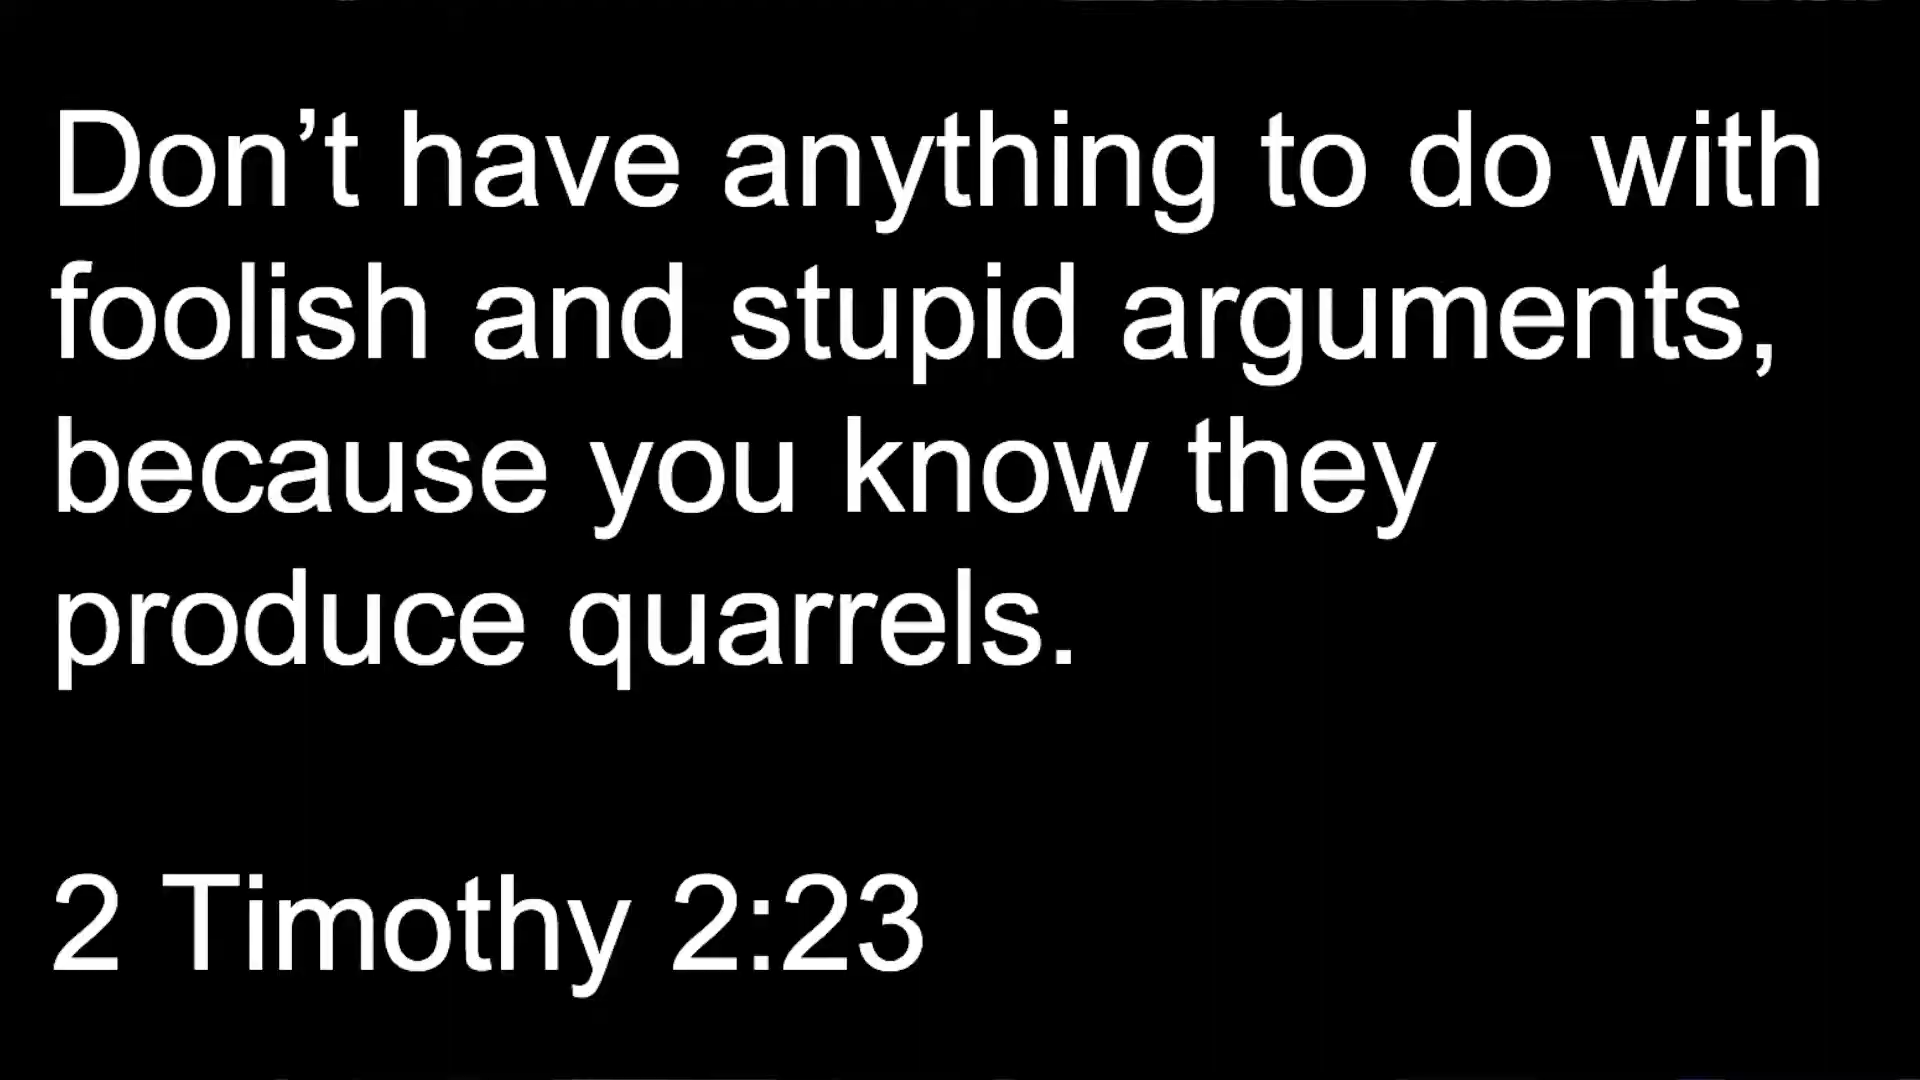 Don’t have anything to do with
foolish and stupid arguments,
because you know they
produce quarrels.
2 Timothy 2:23